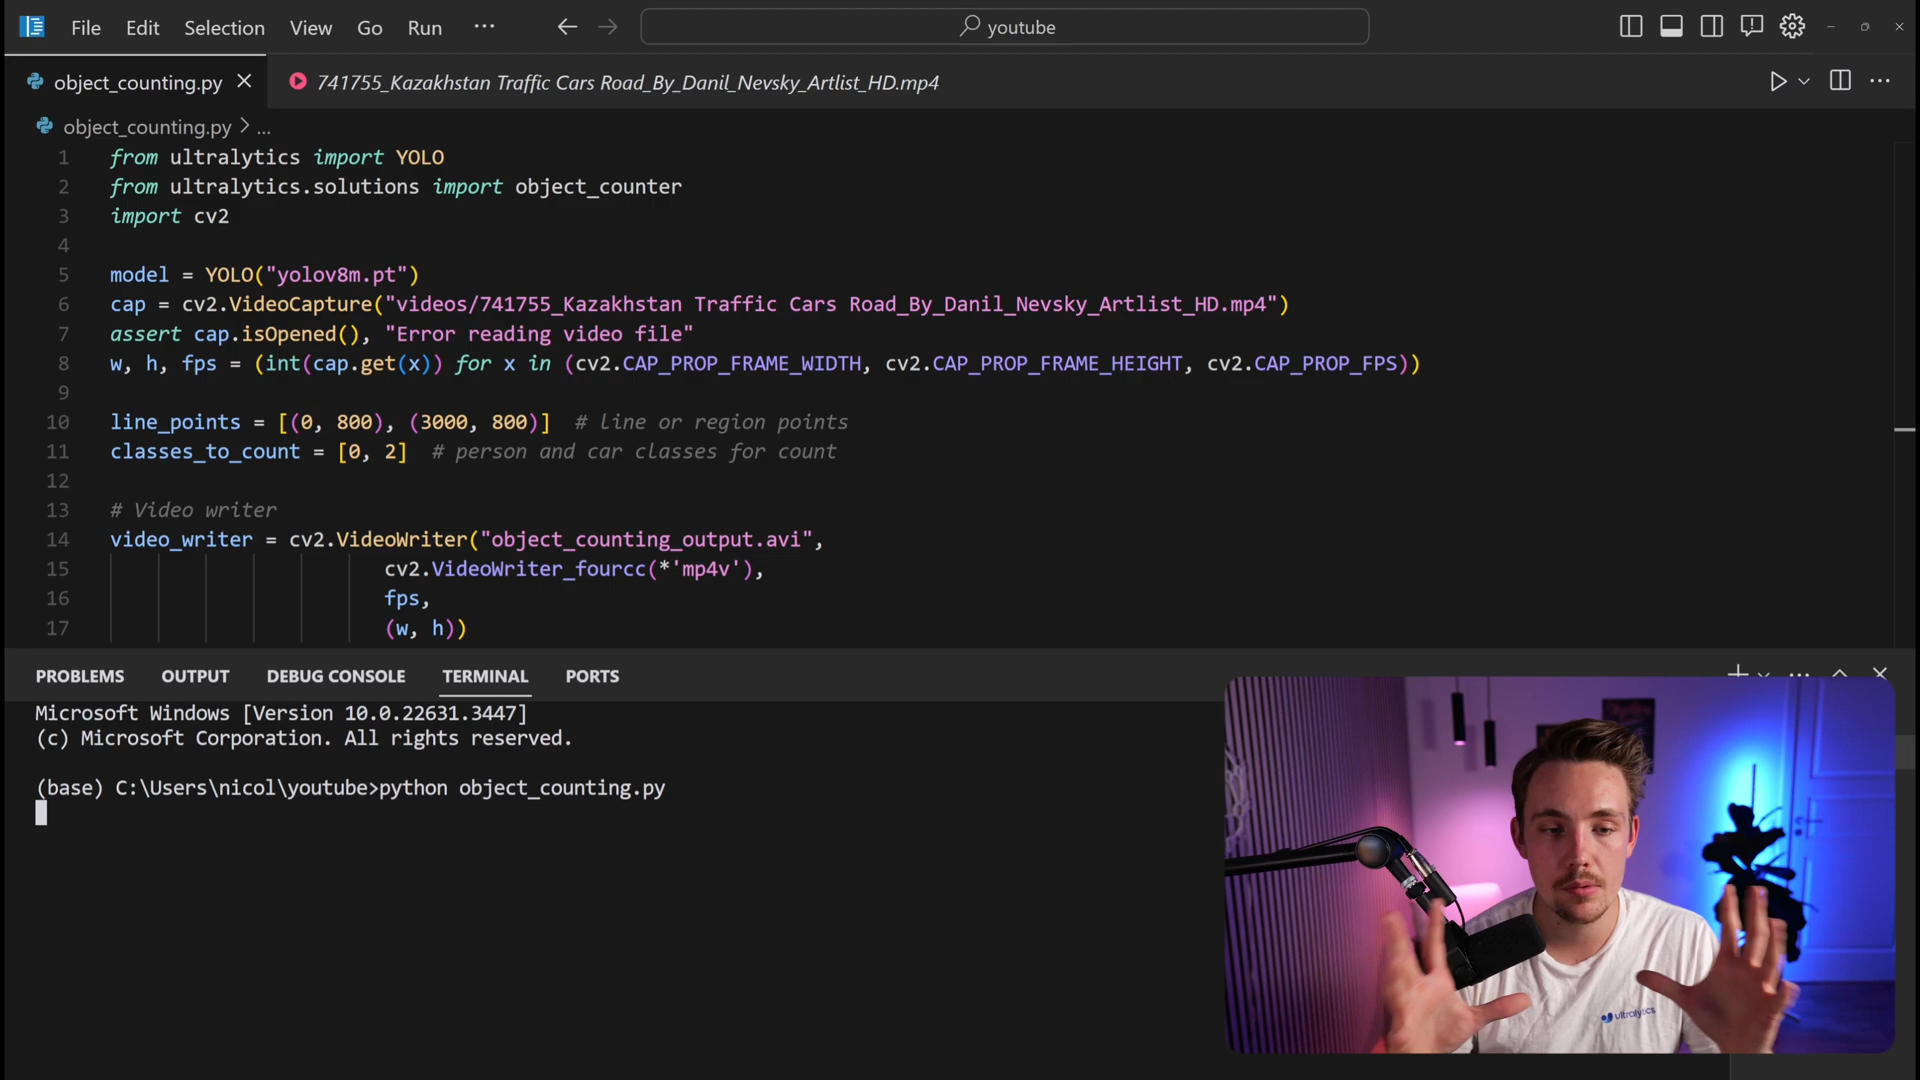 File Edit Selection View Go Run ··· youtube
object_counting.py 741755_Kazakhstan Traffic Cars Road_By_Danil_Nevsky_Artlist_HD.mp4
object_counting.py > ...
1 from ultralytics import YOLO
2 from ultralytics.solutions import object_counter
3 import cv2
4
5 model = YOLO("yolov8m.pt")
6 cap = cv2.VideoCapture("videos/741755_Kazakhstan Traffic Cars Road_By_Danil_Nevsky_Artlist_HD.mp4")
7 assert cap.isOpened(), "Error reading video file"
8 w, h, fps = (int(cap.get(x)) for x in (cv2.CAP_PROP_FRAME_WIDTH, cv2.CAP_PROP_FRAME_HEIGHT, cv2.CAP_PROP_FPS))
9
10 line_points = [(0, 800), (3000, 800)]  # line or region points
11 classes_to_count = [0, 2]  # person and car classes for count
12
13 # Video writer
14 video_writer = cv2.VideoWriter("object_counting_output.avi",
15 cv2.VideoWriter_fourcc(*'mp4v'),
16 fps,
17 (w, h))
PROBLEMS OUTPUT DEBUG CONSOLE TERMINAL PORTS
Microsoft Windows [Version 10.0.22631.3447]
(c) Microsoft Corporation. All rights reserved.
(base) C:\Users\nicol\youtube>python object_counting.py
ultralytics